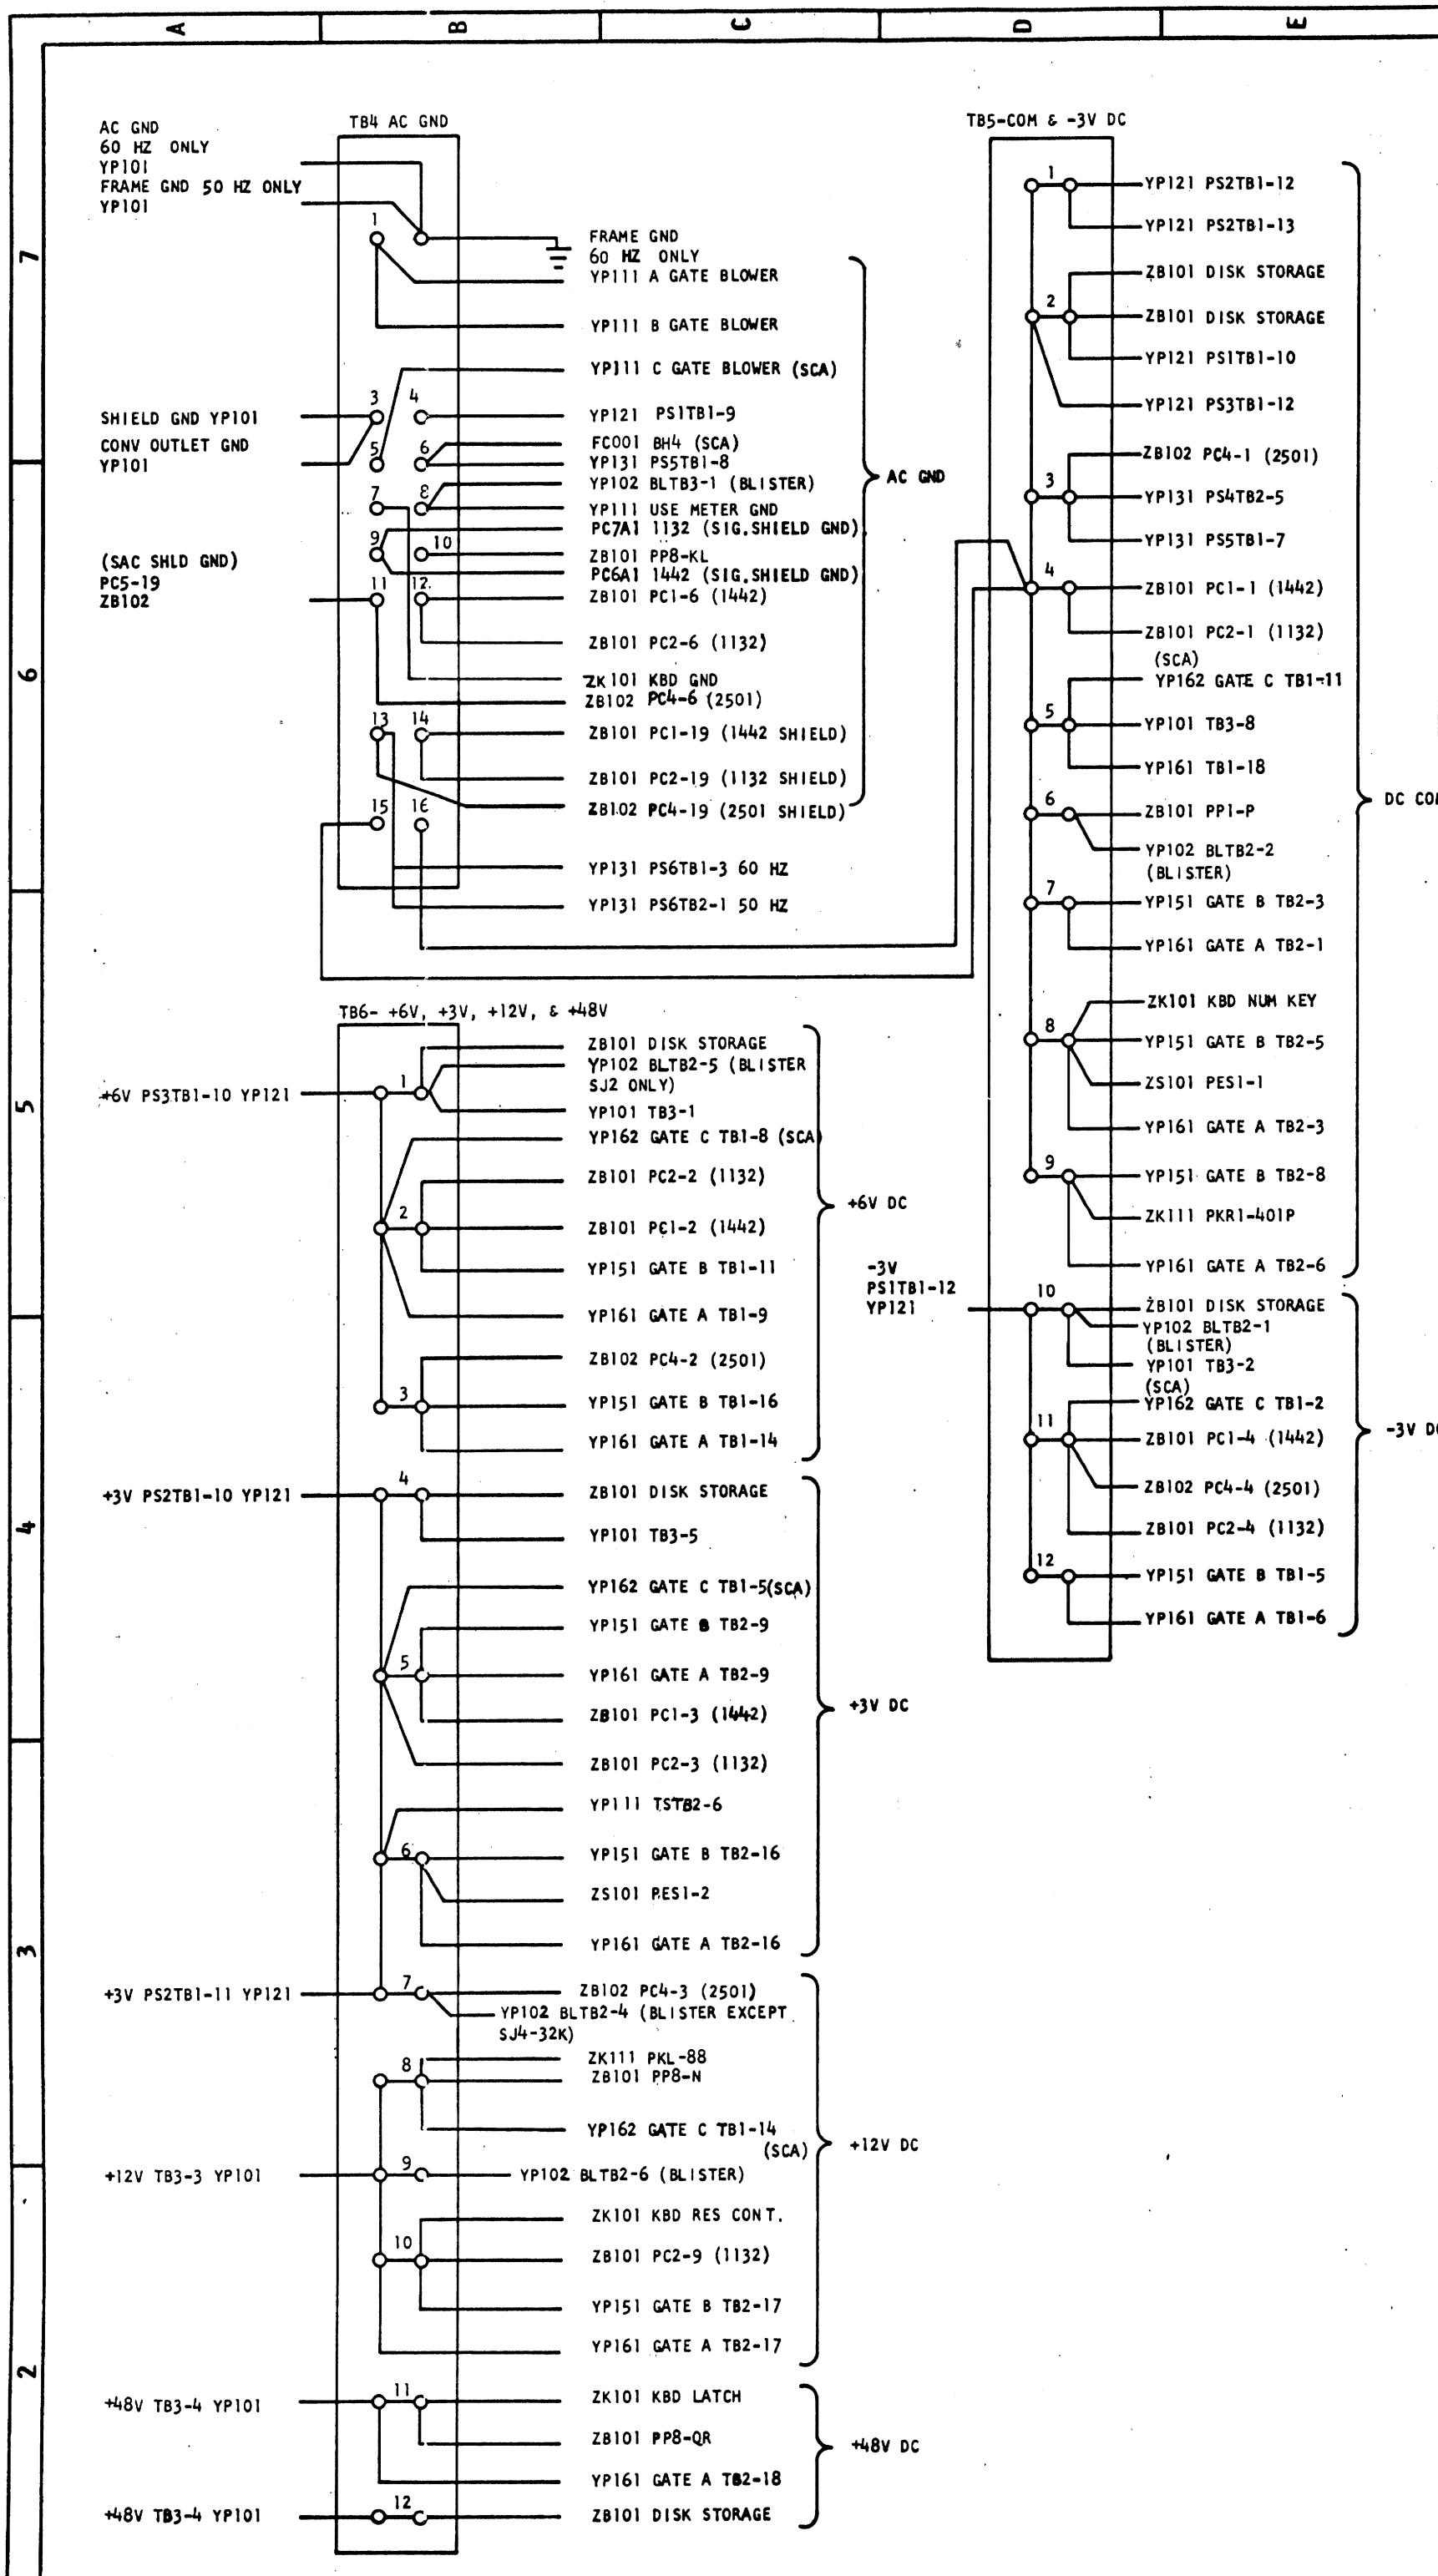 A
B
C
D
E
7
6
5
4
3
2
TB4 AC GND
AC GND
60 HZ ONLY
YP101
FRAME GND 50 HZ ONLY
YP101
1
FRAME GND
60 HZ ONLY
YP111 A GATE BLOWER
YP111 B GATE BLOWER
YP111 C GATE BLOWER (SCA)
SHIELD GND YP101
3
4
YP121 PS1TB1-9
CONV OUTLET GND
YP101
5
6
FC001 BH4 (SCA)
YP131 PS5TB1-8
7
8
YP102 BLTB3-1 (BLISTER)
YP111 USE METER GND
AC GND
PC7A1 1132 (SIG.SHIELD GND)
9
10
ZB101 PP8-KL
PC6A1 1442 (SIG.SHIELD GND)
(SAC SHLD GND)
PC5-19
ZB102
11
12
ZB101 PC1-6 (1442)
ZB101 PC2-6 (1132)
ZK101 KBD GND
ZB102 PC4-6 (2501)
13
14
ZB101 PC1-19 (1442 SHIELD)
ZB101 PC2-19 (1132 SHIELD)
ZB102 PC4-19 (2501 SHIELD)
15
16
YP131 PS6TB1-3 60 HZ
YP131 PS6TB2-1 50 HZ
TB6- +6V, +3V, +12V, & +48V
ZB101 DISK STORAGE
YP102 BLTB2-5 (BLISTER
SJ2 ONLY)
+6V PS3TB1-10 YP121
1
YP101 TB3-1
YP162 GATE C TB1-8 (SCA)
ZB101 PC2-2 (1132)
+6V DC
2
ZB101 PC1-2 (1442)
YP151 GATE B TB1-11
YP161 GATE A TB1-9
ZB102 PC4-2 (2501)
3
YP151 GATE B TB1-16
YP161 GATE A TB1-14
+3V PS2TB1-10 YP121
4
ZB101 DISK STORAGE
YP101 TB3-5
YP162 GATE C TB1-5(SCA)
YP151 GATE B TB2-9
5
YP161 GATE A TB2-9
ZB101 PC1-3 (1442)
+3V DC
ZB101 PC2-3 (1132)
YP111 TSTB2-6
6
YP151 GATE B TB2-16
ZS101 PES1-2
YP161 GATE A TB2-16
+3V PS2TB1-11 YP121
7
ZB102 PC4-3 (2501)
YP102 BLTB2-4 (BLISTER EXCEPT
SJ4-32K)
8
ZK111 PKL-88
ZB101 PP8-N
YP162 GATE C TB1-14
(SCA)
+12V DC
+12V TB3-3 YP101
9
YP102 BLTB2-6 (BLISTER)
ZK101 KBD RES CONT.
10
ZB101 PC2-9 (1132)
YP151 GATE B TB2-17
YP161 GATE A TB2-17
+48V TB3-4 YP101
11
ZK101 KBD LATCH
ZB101 PP8-QR
+48V DC
YP161 GATE A TB2-18
+48V TB3-4 YP101
12
ZB101 DISK STORAGE
TB5-COM & -3V DC
1
YP121 PS2TB1-12
YP121 PS2TB1-13
ZB101 DISK STORAGE
2
ZB101 DISK STORAGE
YP121 PS1TB1-10
YP121 PS3TB1-12
ZB102 PC4-1 (2501)
3
YP131 PS4TB2-5
YP131 PS5TB1-7
4
ZB101 PC1-1 (1442)
ZB101 PC2-1 (1132)
(SCA)
YP162 GATE C TB1-11
5
YP101 TB3-8
YP161 TB1-18
6
ZB101 PP1-P
DC CO
YP102 BLTB2-2
(BLISTER)
7
YP151 GATE B TB2-3
YP161 GATE A TB2-1
ZK101 KBD NUM KEY
8
YP151 GATE B TB2-5
ZS101 PES1-1
YP161 GATE A TB2-3
9
YP151 GATE B TB2-8
ZK111 PKR1-401P
YP161 GATE A TB2-6
-3V
PS1TB1-12
YP121
10
ZB101 DISK STORAGE
YP102 BLTB2-1
(BLISTER)
YP101 TB3-2
(SCA)
YP162 GATE C TB1-2
11
ZB101 PC1-4 (1442)
-3V D
ZB102 PC4-4 (2501)
ZB101 PC2-4 (1132)
12
YP151 GATE B TB1-5
YP161 GATE A TB1-6